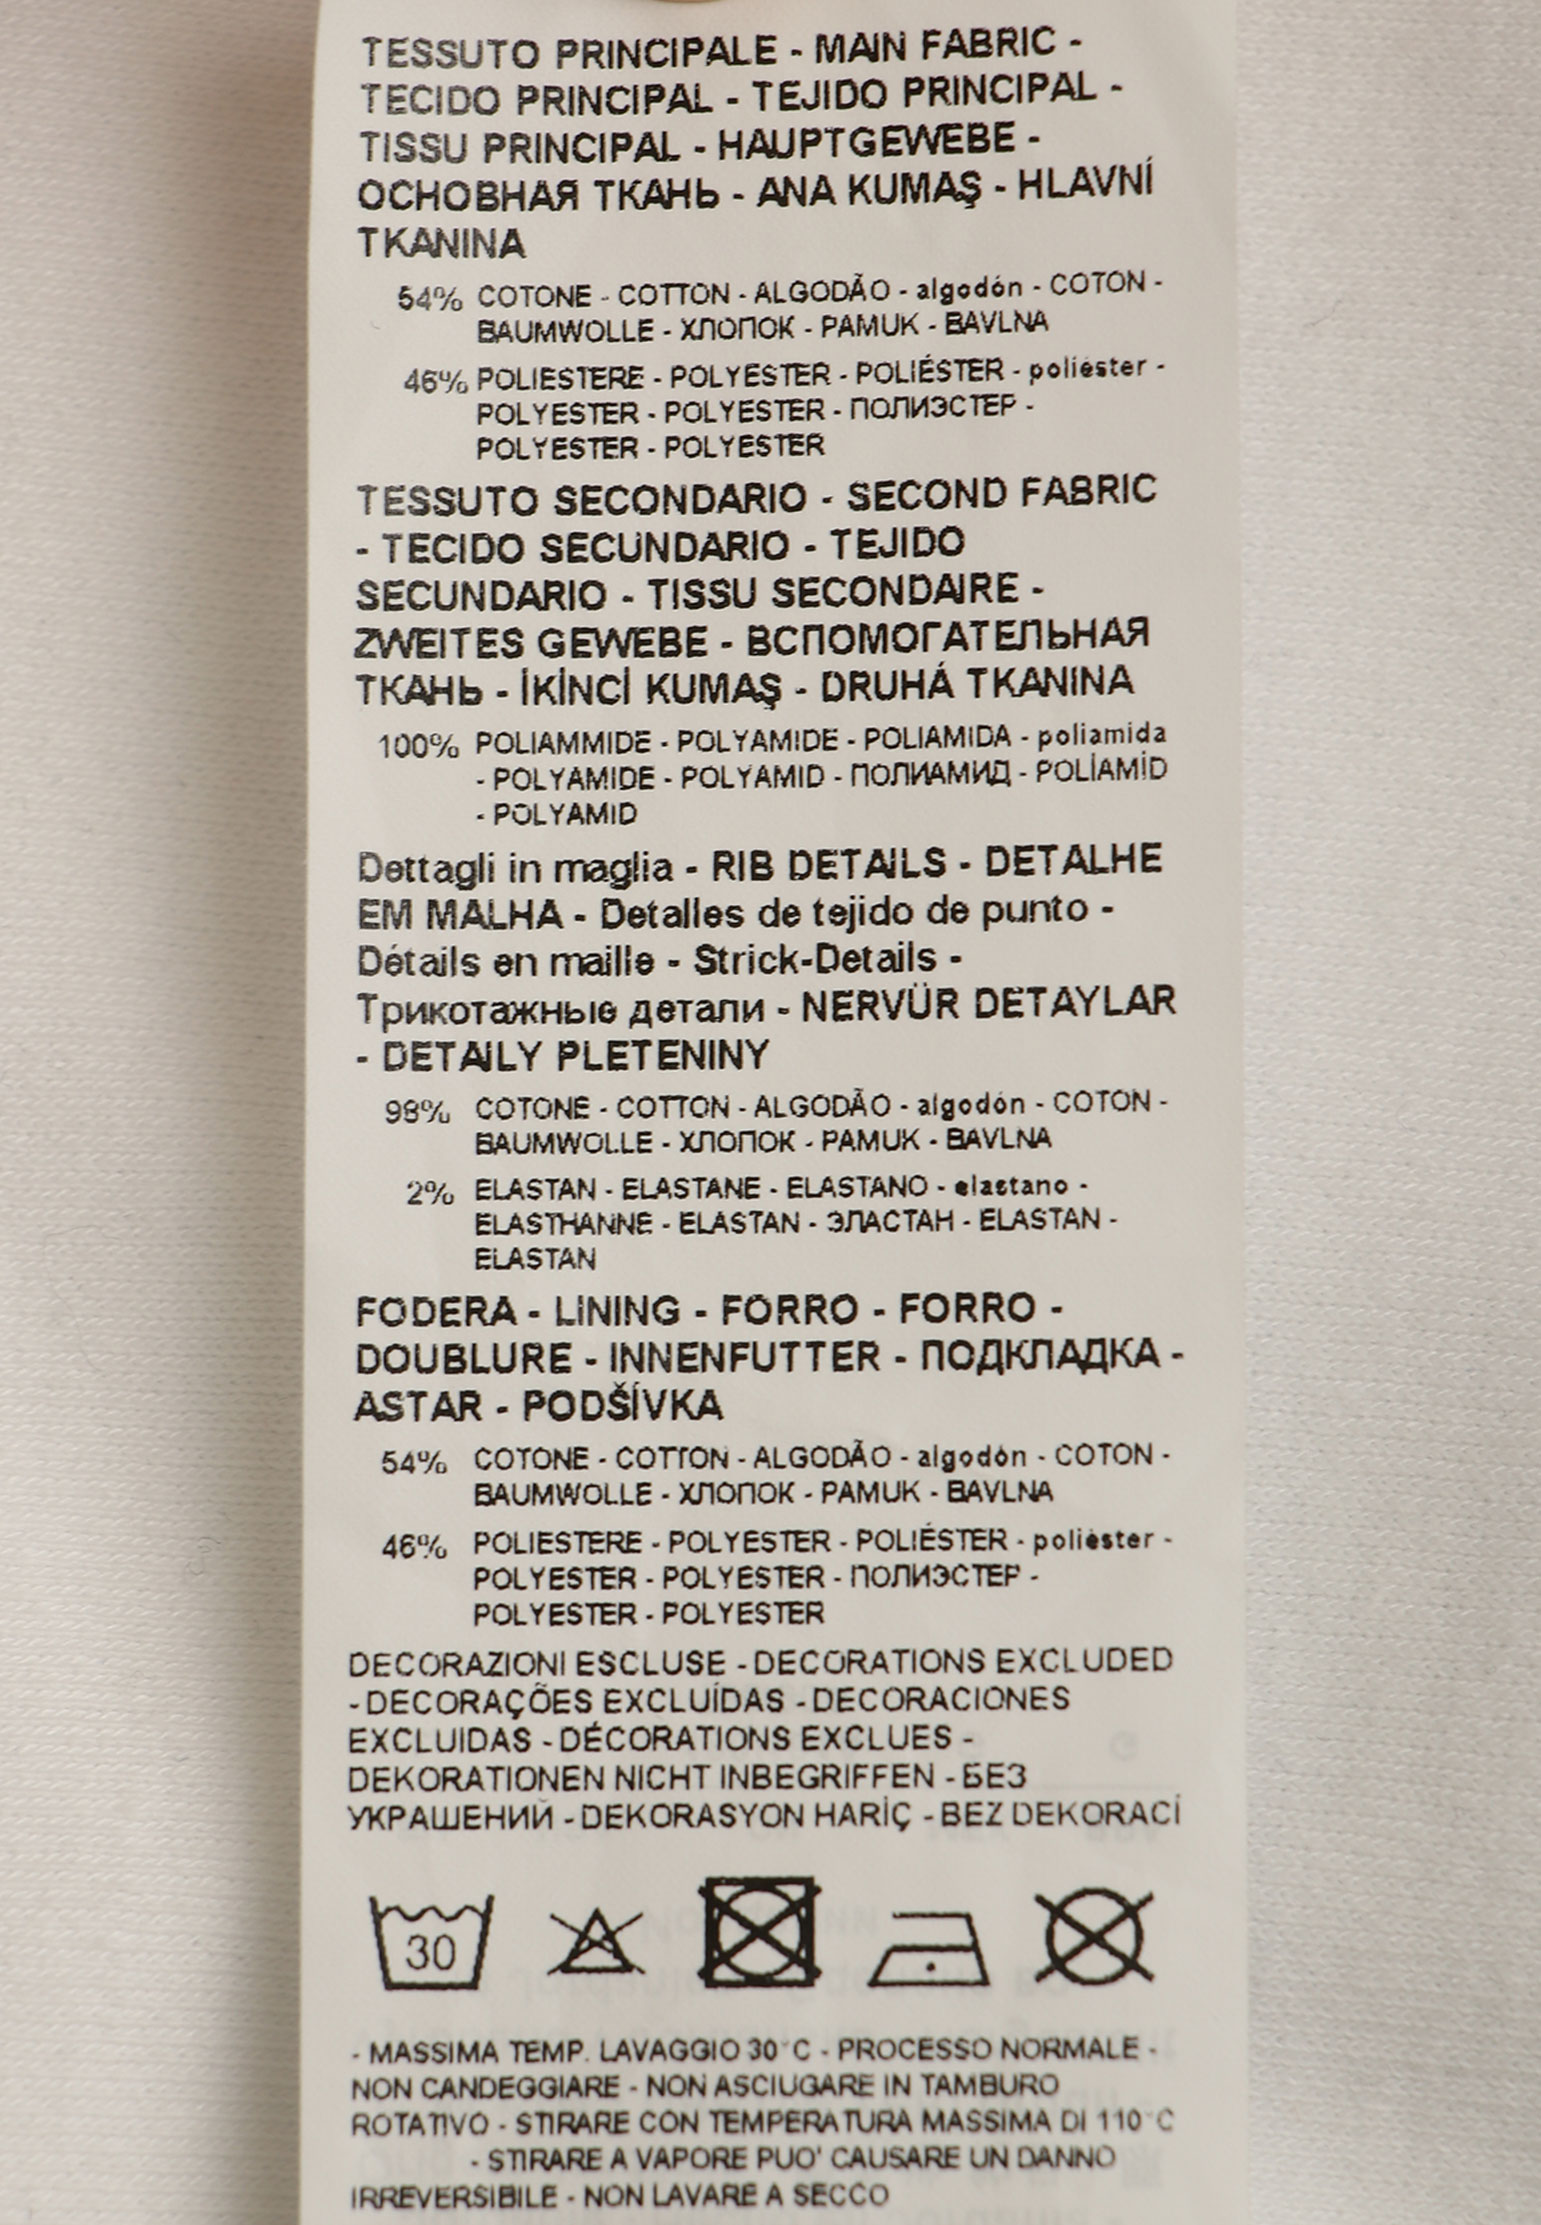 TESSUTO PRINCIPALE - MAIN FABRIC -
TECIDO PRINCIPAL - TEJIDO PRINCIPAL -
TISSU PRINCIPAL - HAUPTGEWEBE -
ОСНОВНАЯ ТКАНЬ - ANA KUMAŞ - HLAVNÍ
TKANINA
54% COTONE - COTTON - ALGODÃO - algodón - COTON -
BAUMWOLLE - ХЛОПОК - PAMUK - BAVLNA
46% POLIESTERE - POLYESTER - POLIÉSTER - poliéster -
POLYESTER - POLYESTER - ПОЛИЭСТЕР -
POLYESTER - POLYESTER
TESSUTO SECONDARIO - SECOND FABRIC
- TECIDO SECUNDARIO - TEJIDO
SECUNDARIO - TISSU SECONDAIRE -
ZWEITES GEWEBE - ВСПОМОГАТЕЛЬНАЯ
ТКАНЬ - İKİNCİ KUMAŞ - DRUHÁ TKANINA
100% POLIAMMIDE - POLYAMIDE - POLIAMIDA - poliamida
- POLYAMIDE - POLYAMID - ПОЛИАМИД - POLİAMİD
- POLYAMID
Dettagli in maglia - RIB DETAILS - DETALHE
EM MALHA - Detalles de tejido de punto -
Détails en maille - Strick-Details -
Трикотажные детали - NERVÜR DETAYLAR
- DETAILY PLETENINY
98% COTONE - COTTON - ALGODÃO - algodón - COTON -
BAUMWOLLE - ХЛОПОК - PAMUK - BAVLNA
2% ELASTAN - ELASTANE - ELASTANO - elastano -
ELASTHANNE - ELASTAN - ЭЛАСТАН - ELASTAN -
ELASTAN
FODERA - LINING - FORRO - FORRO -
DOUBLURE - INNENFUTTER - ПОДКЛАДКА -
ASTAR - PODŠÍVKA
54% COTONE - COTTON - ALGODÃO - algodón - COTON -
BAUMWOLLE - ХЛОПОК - PAMUK - BAVLNA
46% POLIESTERE - POLYESTER - POLIÉSTER - poliéster -
POLYESTER - POLYESTER - ПОЛИЭСТЕР -
POLYESTER - POLYESTER
DECORAZIONI ESCLUSE - DECORATIONS EXCLUDED
- DECORAÇÕES EXCLUÍDAS - DECORACIONES
EXCLUIDAS - DÉCORATIONS EXCLUES -
DEKORATIONEN NICHT INBEGRIFFEN - БЕЗ
УКРАШЕНИЙ - DEKORASYON HARİÇ - BEZ DEKORACÍ
30
- MASSIMA TEMP. LAVAGGIO 30°C - PROCESSO NORMALE -
NON CANDEGGIARE - NON ASCIUGARE IN TAMBURO
ROTATIVO - STIRARE CON TEMPERATURA MASSIMA DI 110°C
- STIRARE A VAPORE PUO' CAUSARE UN DANNO
IRREVERSIBILE - NON LAVARE A SECCO